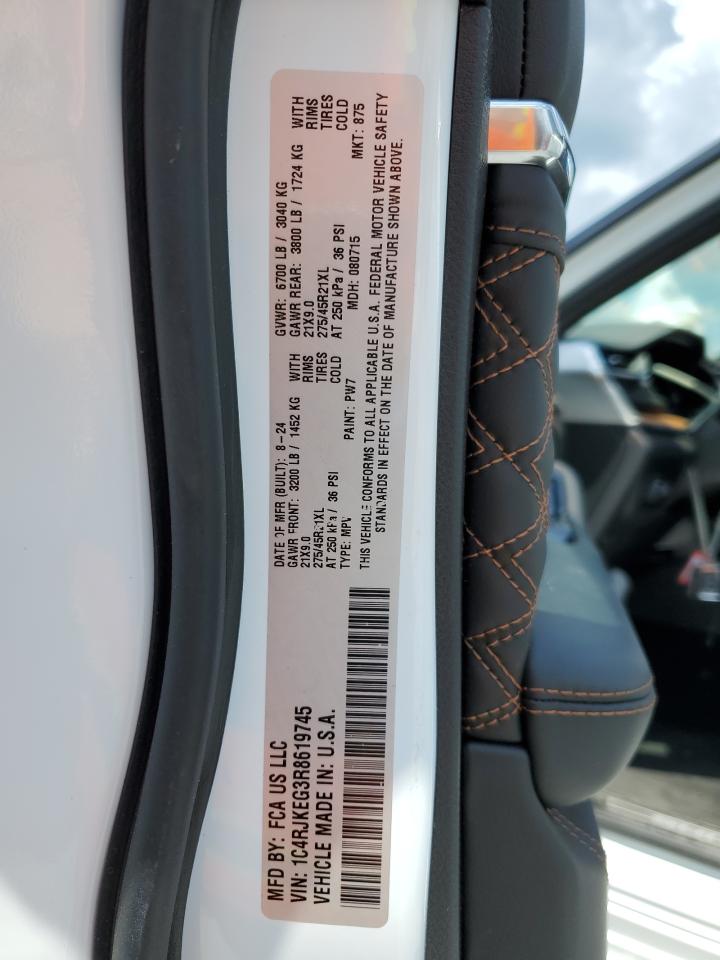 MFD BY: FCA US LLC
VIN: 1C4RJKEG3R8619745
VEHICLE MADE IN: U.S.A.
DATE OF MFR (BUILT): 8-24 GVWR: 6700 LB / 3040 KG
GAWR FRONT: 3200 LB / 1452 KG WITH GAWR REAR: 3800 LB / 1724 KG WITH
21X9.0 RIMS 21X9.0 RIMS
275/45R21XL TIRES 275/45R21XL TIRES
AT 250 kPa / 36 PSI COLD AT 250 kPa / 36 PSI COLD
TYPE: MPV PAINT: PW7 MDH: 080715 MKT: 875
THIS VEHICLE CONFORMS TO ALL APPLICABLE U.S.A. FEDERAL MOTOR VEHICLE SAFETY
STANDARDS IN EFFECT ON THE DATE OF MANUFACTURE SHOWN ABOVE.